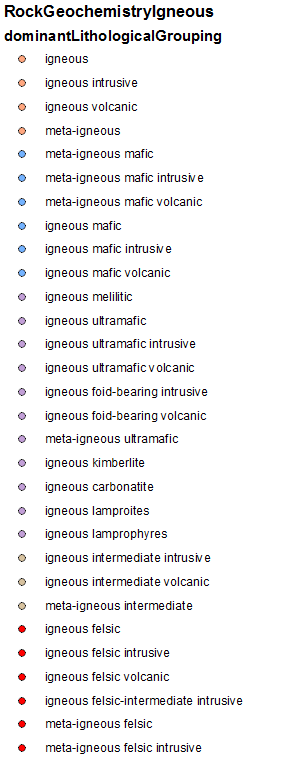 RockGeochemistryIgneous
dominantLithologicalGrouping
igneous
igneous intrusive
igneous volcanic
meta-igneous
meta-igneous mafic
meta-igneous mafic intrusive
meta-igneous mafic volcanic
igneous mafic
igneous mafic intrusive
igneous mafic volcanic
igneous melilitic
igneous ultramafic
igneous ultramafic intrusive
igneous ultramafic volcanic
igneous foid-bearing intrusive
igneous foid-bearing volcanic
meta-igneous ultramafic
igneous kimberlite
igneous carbonatite
igneous lamproites
igneous lamprophyres
igneous intermediate intrusive
igneous intermediate volcanic
meta-igneous intermediate
igneous felsic
igneous felsic intrusive
igneous felsic volcanic
igneous felsic-intermediate intrusive
meta-igneous felsic
meta-igneous felsic intrusive